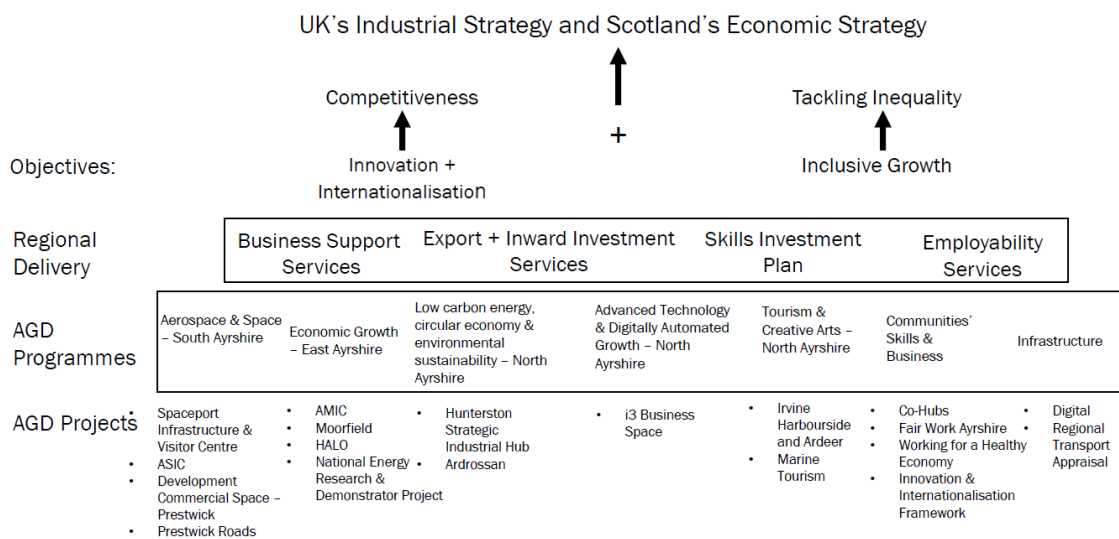 UK's Industrial Strategy and Scotland's Economic Strategy
Competitiveness
Tackling Inequality
+
Objectives:
Innovation +
Internationalisation
Inclusive Growth
Regional
Delivery
Business Support
Services
Export + Inward Investment
Services
Skills Investment
Plan
Employability
Services
AGD
Programmes
Aerospace & Space
– South Ayrshire
Economic Growth
– East Ayrshire
Low carbon energy,
circular economy &
environmental
sustainability – North
Ayrshire
Advanced Technology
& Digitally Automated
Growth – North
Ayrshire
Tourism &
Creative Arts –
North Ayrshire
Communities'
Skills &
Business
Infrastructure
AGD Projects
• Spaceport
Infrastructure &
Visitor Centre
• ASIC
• Development
Commercial Space –
Prestwick
• Prestwick Roads
• AMIC
• Moorfield
• HALO
• National Energy
Research &
Demonstrator Project
• Hunterston
Strategic
Industrial Hub
• Ardrossan
• i3 Business
Space
• Irvine
Harbourside
and Ardeer
• Marine
Tourism
• Co-Hubs
• Fair Work Ayrshire
• Working for a Healthy
Economy
• Innovation &
Internationalisation
Framework
• Digital
• Regional
Transport
Appraisal